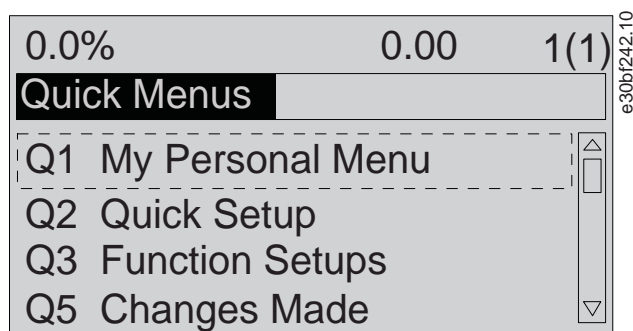 0.0% 0.00 1(1)
Quick Menus
Q1 My Personal Menu
Q2 Quick Setup
Q3 Function Setups
Q5 Changes Made
e30bf242.10